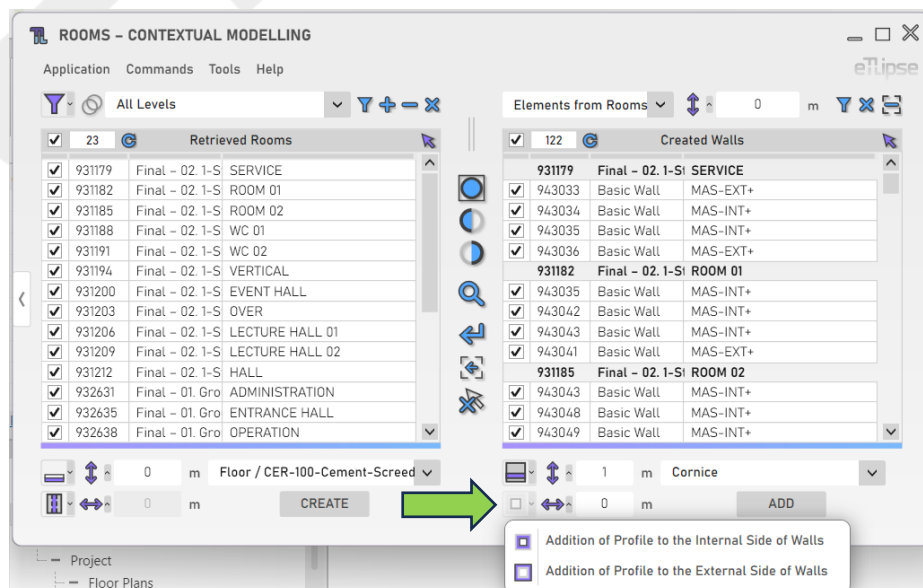 ROOMS – CONTEXTUAL MODELLING
Application Commands Tools Help
eTLipse
All Levels
Elements from Rooms 0 m
23 Retrieved Rooms
122 Created Walls
931179 Final – 02. 1-S SERVICE
931182 Final – 02. 1-S ROOM 01
931185 Final – 02. 1-S ROOM 02
931188 Final – 02. 1-S WC 01
931191 Final – 02. 1-S WC 02
931194 Final – 02. 1-S VERTICAL
931200 Final – 02. 1-S EVENT HALL
931203 Final – 02. 1-S OVER
931206 Final – 02. 1-S LECTURE HALL 01
931209 Final – 02. 1-S LECTURE HALL 02
931212 Final – 02. 1-S HALL
932631 Final – 01. Gro ADMINISTRATION
932635 Final – 01. Gro ENTRANCE HALL
932638 Final – 01. Gro OPERATION
931179 Final – 02. 1-St SERVICE
943033 Basic Wall MAS-EXT+
943034 Basic Wall MAS-INT+
943035 Basic Wall MAS-INT+
943036 Basic Wall MAS-EXT+
931182 Final – 02. 1-St ROOM 01
943035 Basic Wall MAS-INT+
943042 Basic Wall MAS-INT+
943043 Basic Wall MAS-INT+
943041 Basic Wall MAS-EXT+
931185 Final – 02. 1-St ROOM 02
943043 Basic Wall MAS-INT+
943048 Basic Wall MAS-INT+
943049 Basic Wall MAS-INT+
0 m Floor / CER-100-Cement-Screed
0 m CREATE
1 m Cornice
0 m ADD
Addition of Profile to the Internal Side of Walls
Addition of Profile to the External Side of Walls
Project
Floor Plans